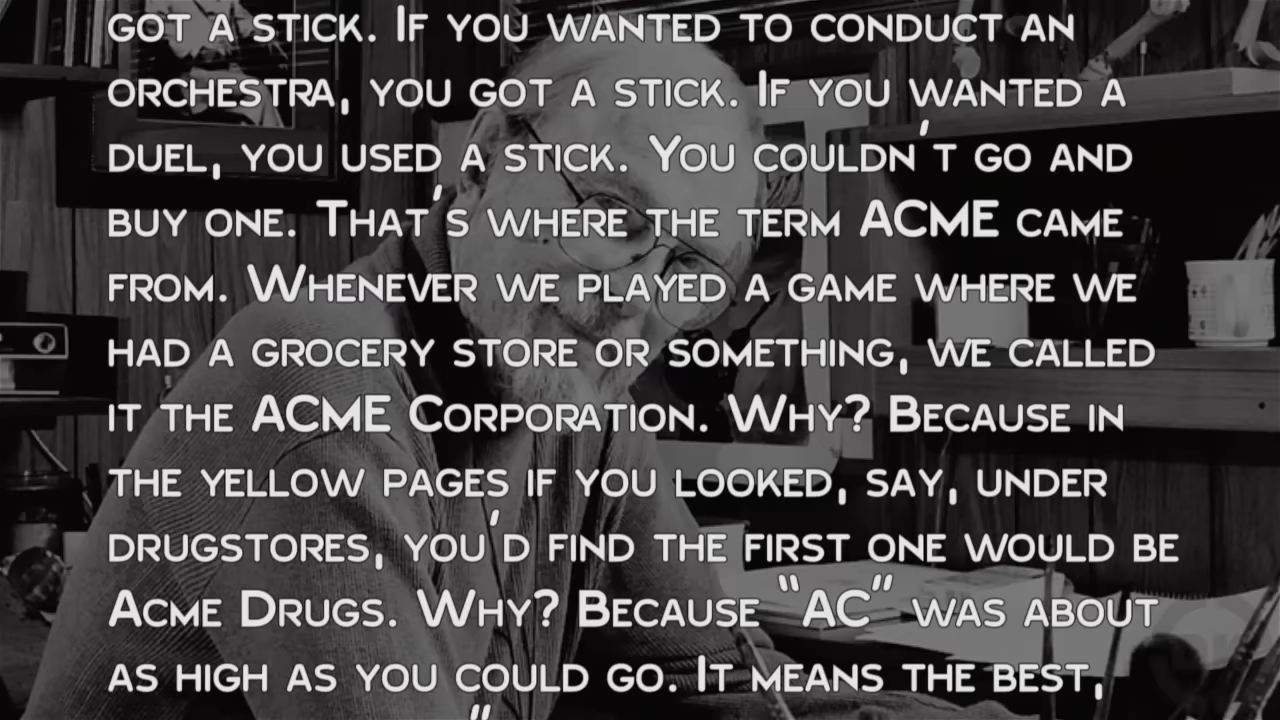 GOT A STICK. IF YOU WANTED TO CONDUCT AN
ORCHESTRA, YOU GOT A STICK. IF YOU WANTED A
DUEL, YOU USED A STICK. YOU COULDN'T GO AND
BUY ONE. THAT'S WHERE THE TERM ACME CAME
FROM. WHENEVER WE PLAYED A GAME WHERE WE
HAD A GROCERY STORE OR SOMETHING, WE CALLED
IT THE ACME CORPORATION. WHY? BECAUSE IN
THE YELLOW PAGES IF YOU LOOKED, SAY, UNDER
DRUGSTORES, YOU'D FIND THE FIRST ONE WOULD BE
ACME DRUGS. WHY? BECAUSE "AC" WAS ABOUT
AS HIGH AS YOU COULD GO. IT MEANS THE BEST,